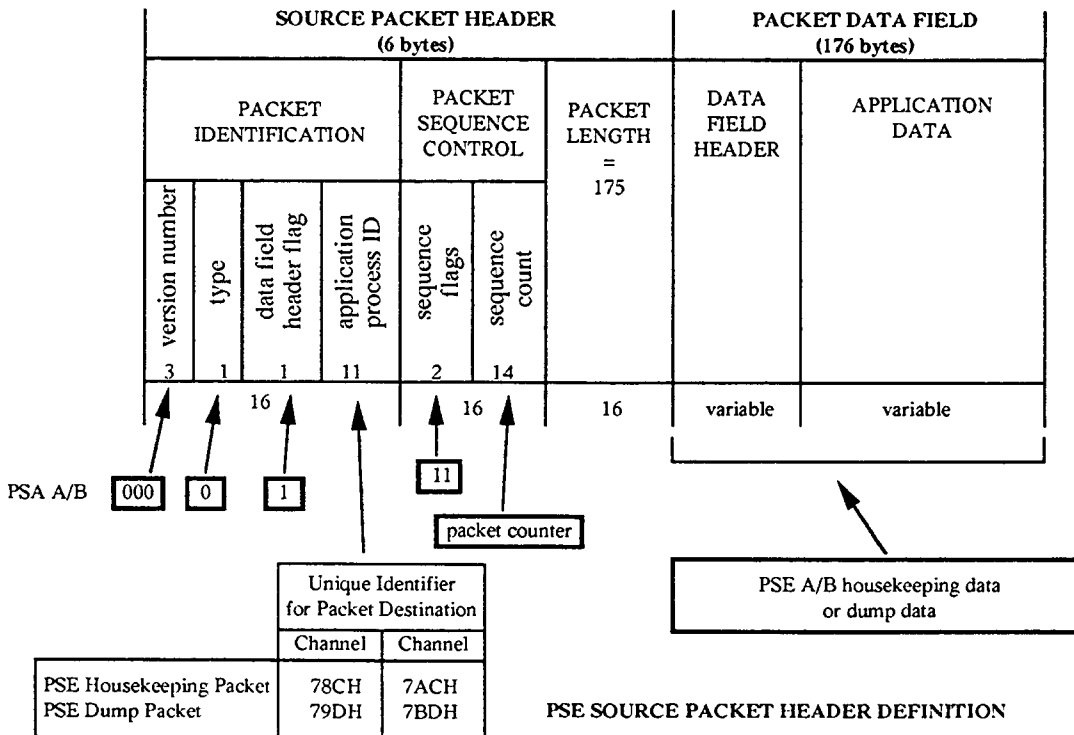 SOURCE PACKET HEADER
(6 bytes)
PACKET DATA FIELD
(176 bytes)
PACKET
IDENTIFICATION
PACKET
SEQUENCE
CONTROL
PACKET
LENGTH
=
175
DATA
FIELD
HEADER
APPLICATION
DATA
version number
type
data field
header flag
application
process ID
sequence
flags
sequence
count
3
1
1
11
2
14
16
16
16
variable
variable
PSA A/B
000
0
1
11
packet counter
PSE A/B housekeeping data
or dump data
Unique Identifier
for Packet Destination
Channel
Channel
PSE Housekeeping Packet
78CH
7ACH
PSE Dump Packet
79DH
7BDH
PSE SOURCE PACKET HEADER DEFINITION